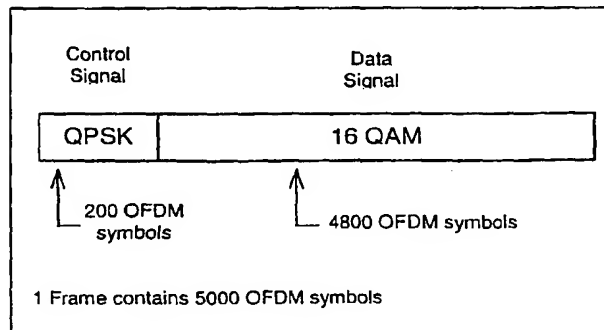 Control
Signal
Data
Signal
QPSK
16 QAM
200 OFDM
symbols
4800 OFDM symbols
1 Frame contains 5000 OFDM symbols